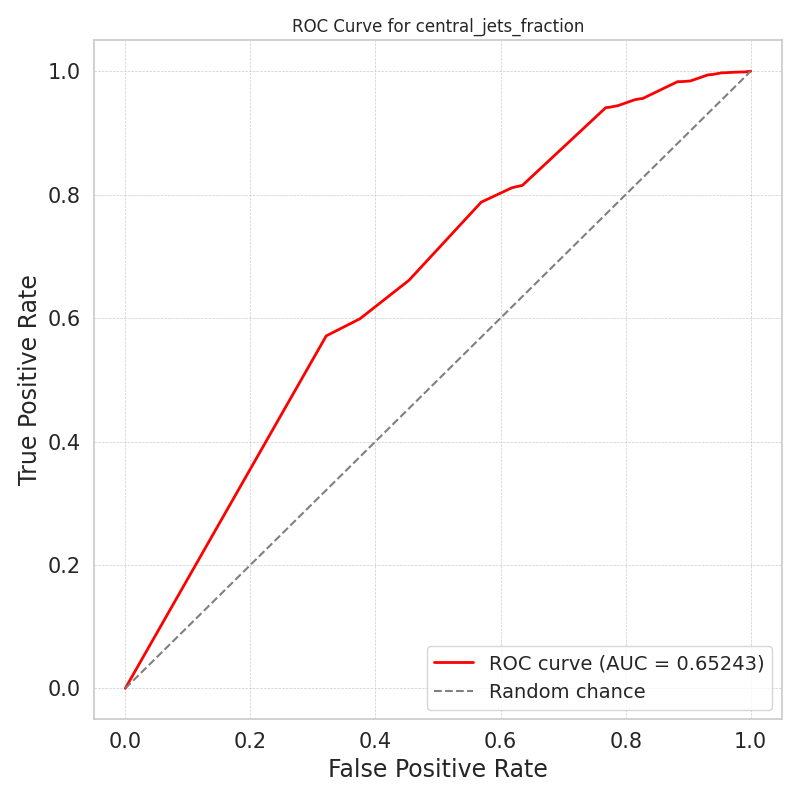 ROC Curve for central_jets_fraction
True Positive Rate
1.0
0.8
0.6
0.4
0.2
0.0
ROC curve (AUC = 0.65243)
Random chance
0.0 0.2 0.4 0.6 0.8 1.0
False Positive Rate